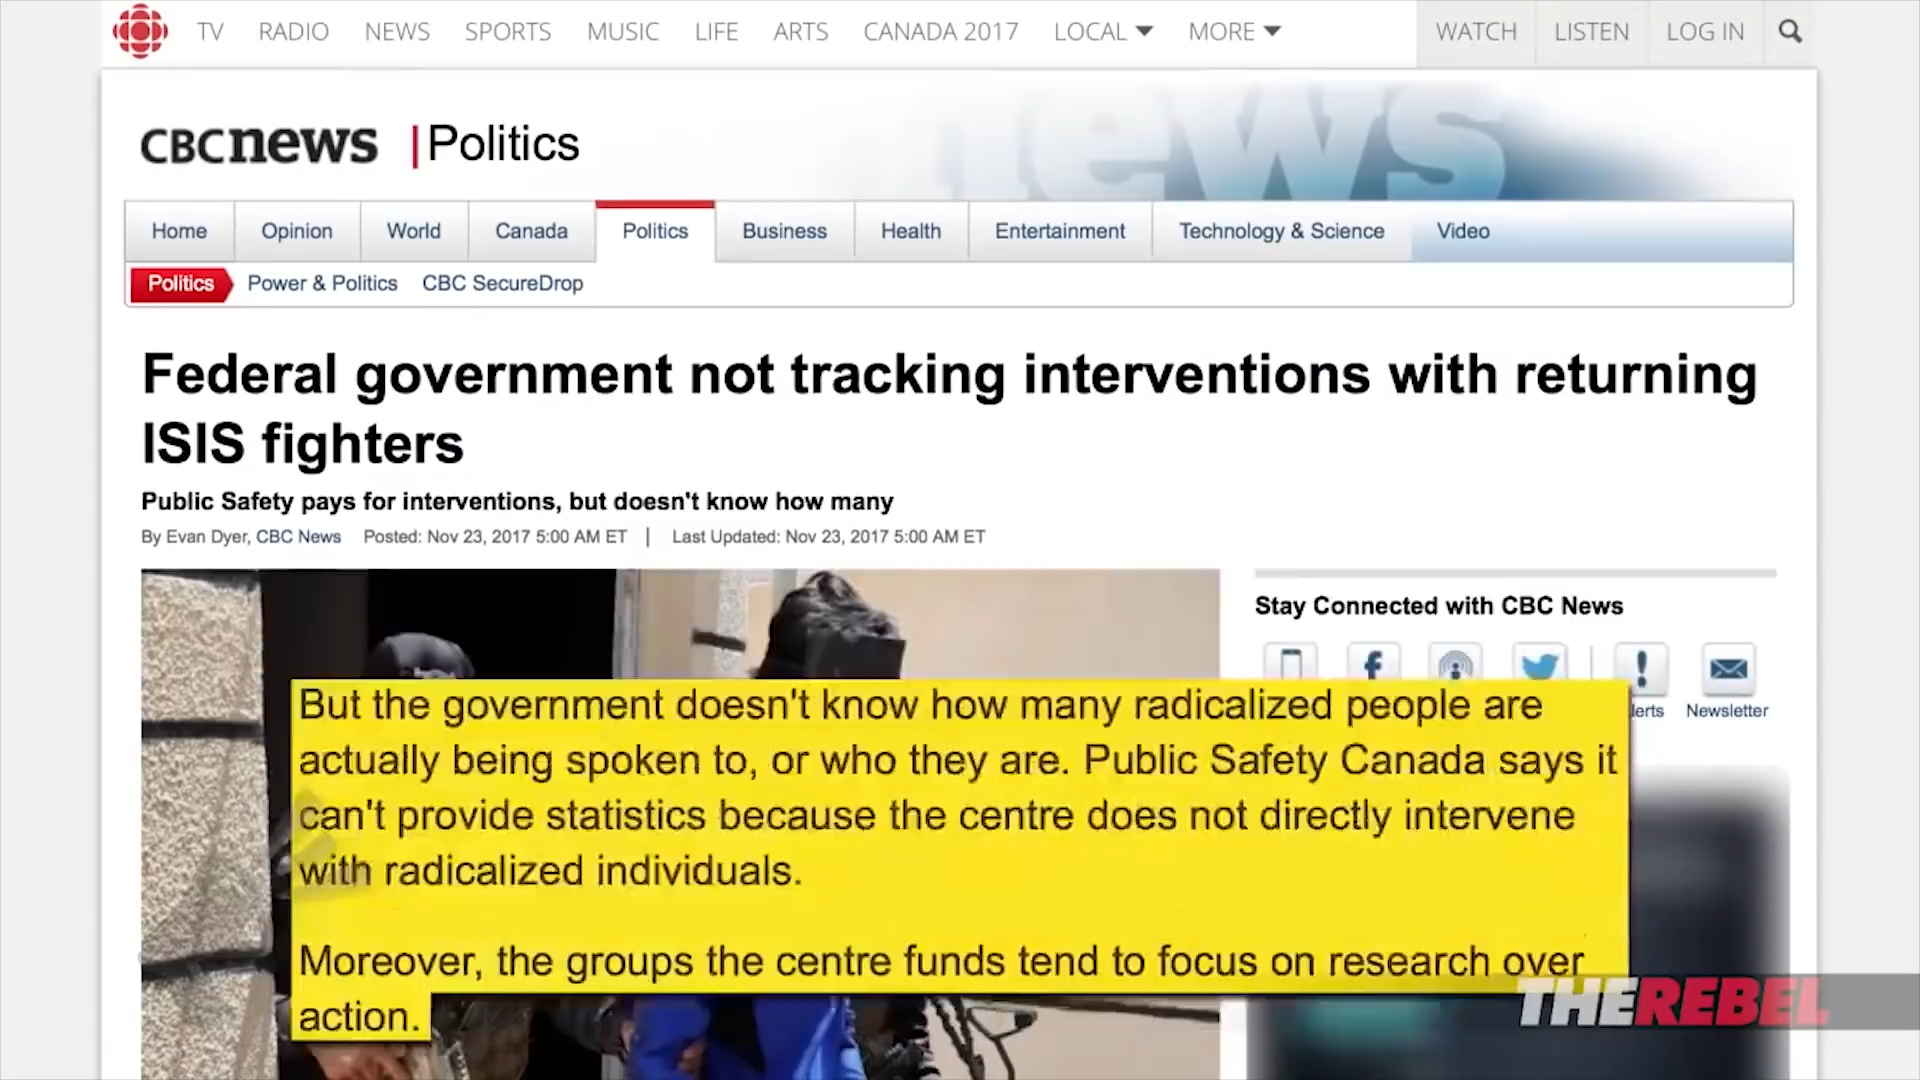 TV RADIO NEWS SPORTS MUSIC LIFE ARTS CANADA 2017 LOCAL MORE WATCH LISTEN LOG IN
news
CBCnews | Politics
Home Opinion World Canada Politics Business Health Entertainment Technology & Science Video
Politics Power & Politics CBC SecureDrop
Federal government not tracking interventions with returning
ISIS fighters
Public Safety pays for interventions, but doesn't know how many
By Evan Dyer, CBC News Posted: Nov 23, 2017 5:00 AM ET | Last Updated: Nov 23, 2017 5:00 AM ET
Stay Connected with CBC News
Newsletter
But the government doesn't know how many radicalized people are
actually being spoken to, or who they are. Public Safety Canada says it
can't provide statistics because the centre does not directly intervene
with radicalized individuals.
Moreover, the groups the centre funds tend to focus on research over
action.
THEREBEL